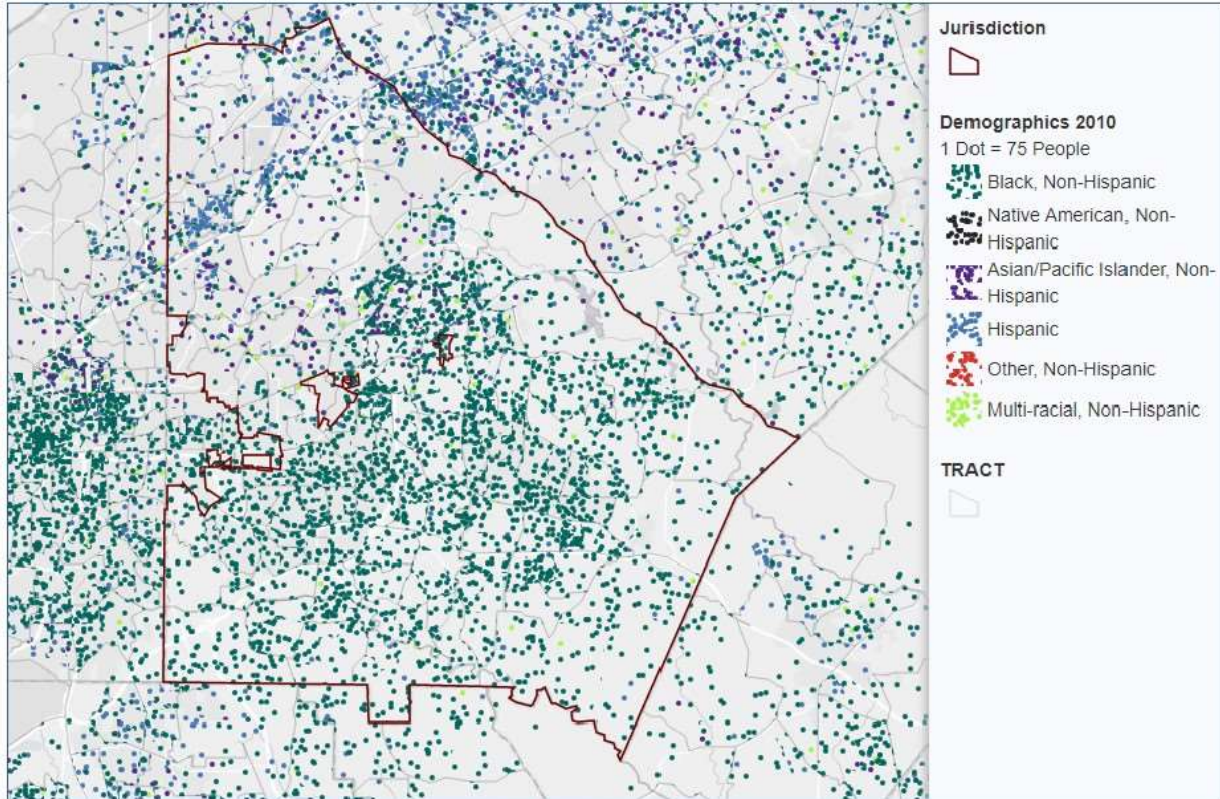 Jurisdiction
Demographics 2010
1 Dot = 75 People
Black, Non-Hispanic
Native American, Non-
Hispanic
Asian/Pacific Islander, Non-
Hispanic
Hispanic
Other, Non-Hispanic
Multi-racial, Non-Hispanic
TRACT